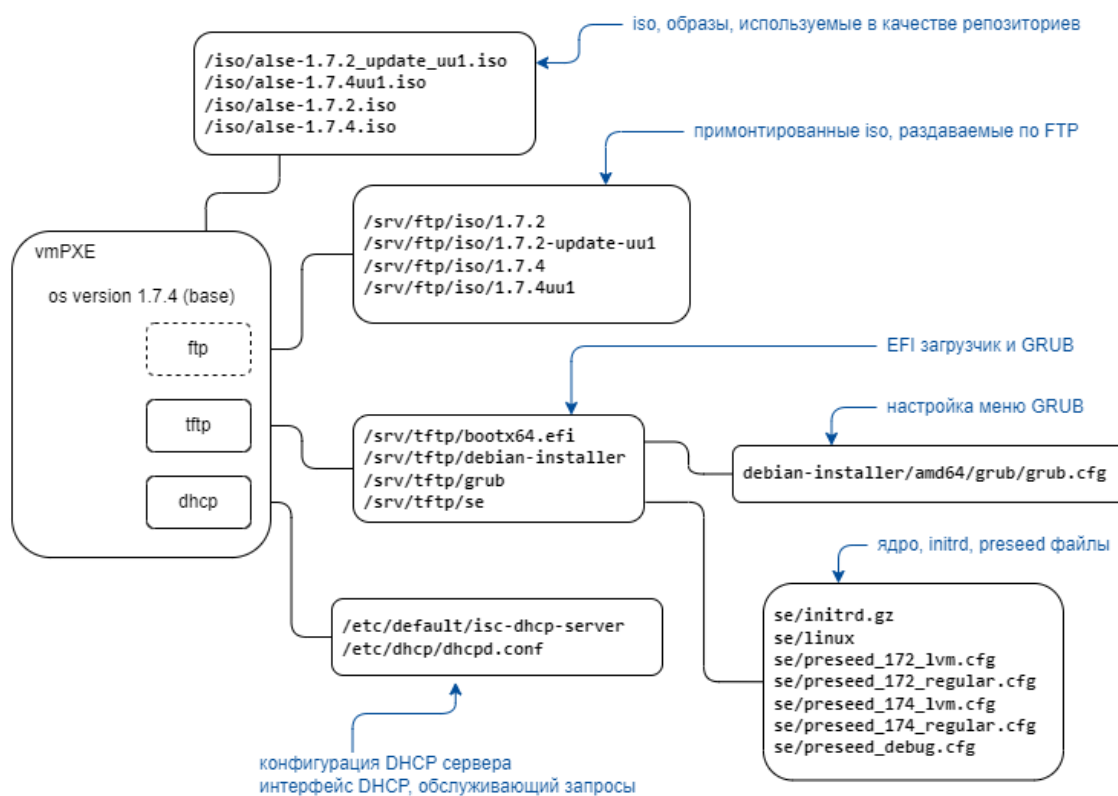 iso, образы, используемые в качестве репозиториев
/iso/alse-1.7.2_update_uu1.iso
/iso/alse-1.7.4uu1.iso
/iso/alse-1.7.2.iso
/iso/alse-1.7.4.iso
примонтированные iso, раздаваемые по FTP
/srv/ftp/iso/1.7.2
/srv/ftp/iso/1.7.2-update-uu1
/srv/ftp/iso/1.7.4
/srv/ftp/iso/1.7.4uu1
vmPXE
os version 1.7.4 (base)
ftp
tftp
dhcp
EFI загрузчик и GRUB
/srv/tftp/bootx64.efi
/srv/tftp/debian-installer
/srv/tftp/grub
/srv/tftp/se
настройка меню GRUB
debian-installer/amd64/grub/grub.cfg
ядро, initrd, preseed файлы
se/initrd.gz
se/linux
se/preseed_172_lvm.cfg
se/preseed_172_regular.cfg
se/preseed_174_lvm.cfg
se/preseed_174_regular.cfg
se/preseed_debug.cfg
/etc/default/isc-dhcp-server
/etc/dhcp/dhcpd.conf
конфигурация DHCP сервера
интерфейс DHCP, обслуживающий запросы